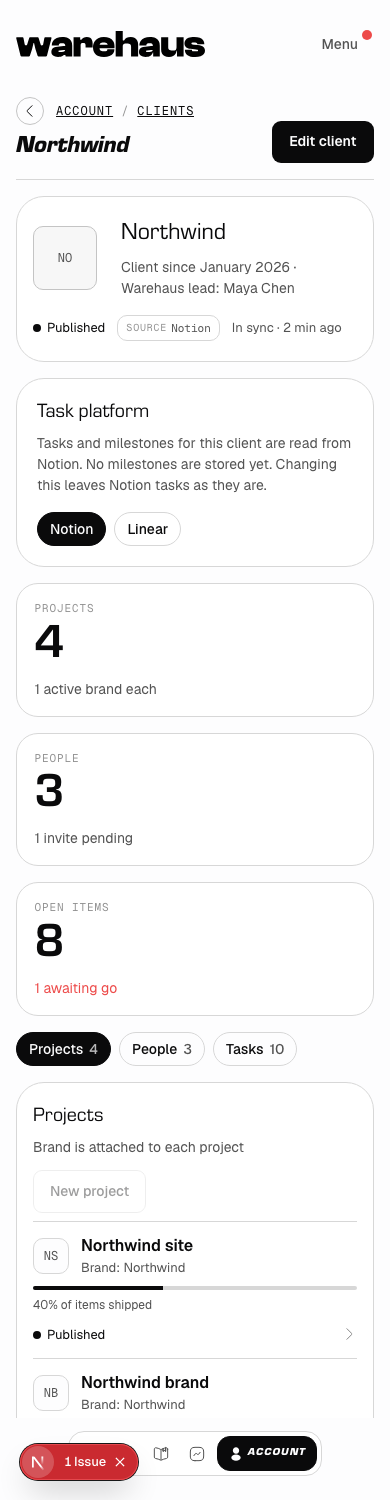 warehaus
Menu
ACCOUNT / CLIENTS
Northwind
Edit client
NO
Northwind
Client since January 2026 ·
Warehaus lead: Maya Chen
Published
SOURCE Notion
In sync · 2 min ago
Task platform
Tasks and milestones for this client are read from
Notion. No milestones are stored yet. Changing
this leaves Notion tasks as they are.
Notion
Linear
PROJECTS
4
1 active brand each
PEOPLE
3
1 invite pending
OPEN ITEMS
8
1 awaiting go
Projects 4
People 3
Tasks 10
Projects
Brand is attached to each project
New project
NS
Northwind site
Brand: Northwind
40% of items shipped
Published
NB
Northwind brand
Brand: Northwind
N
1 Issue
ACCOUNT